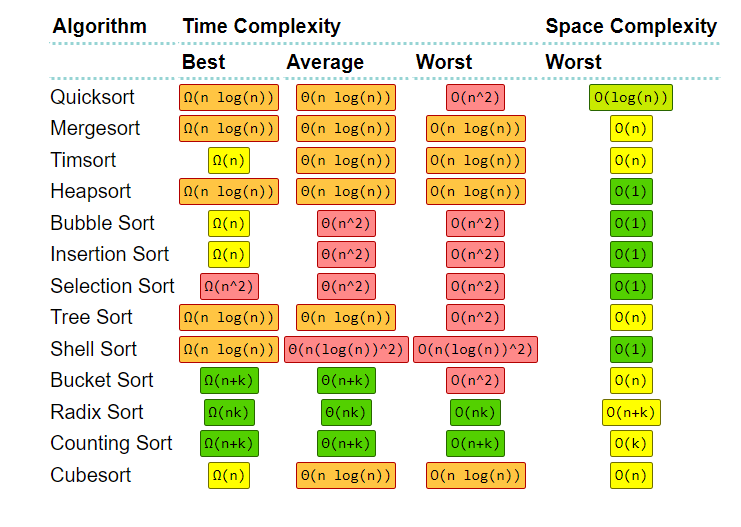 Algorithm Time Complexity Space Complexity
Best Average Worst Worst
Quicksort Ω(n log(n)) Θ(n log(n)) O(n^2) O(log(n))
Mergesort Ω(n log(n)) Θ(n log(n)) O(n log(n)) O(n)
Timsort Ω(n) Θ(n log(n)) O(n log(n)) O(n)
Heapsort Ω(n log(n)) Θ(n log(n)) O(n log(n)) O(1)
Bubble Sort Ω(n) Θ(n^2) O(n^2) O(1)
Insertion Sort Ω(n) Θ(n^2) O(n^2) O(1)
Selection Sort Ω(n^2) Θ(n^2) O(n^2) O(1)
Tree Sort Ω(n log(n)) Θ(n log(n)) O(n^2) O(n)
Shell Sort Ω(n log(n)) Θ(n(log(n))^2) O(n(log(n))^2) O(1)
Bucket Sort Ω(n+k) Θ(n+k) O(n^2) O(n)
Radix Sort Ω(nk) Θ(nk) O(nk) O(n+k)
Counting Sort Ω(n+k) Θ(n+k) O(n+k) O(k)
Cubesort Ω(n) Θ(n log(n)) O(n log(n)) O(n)